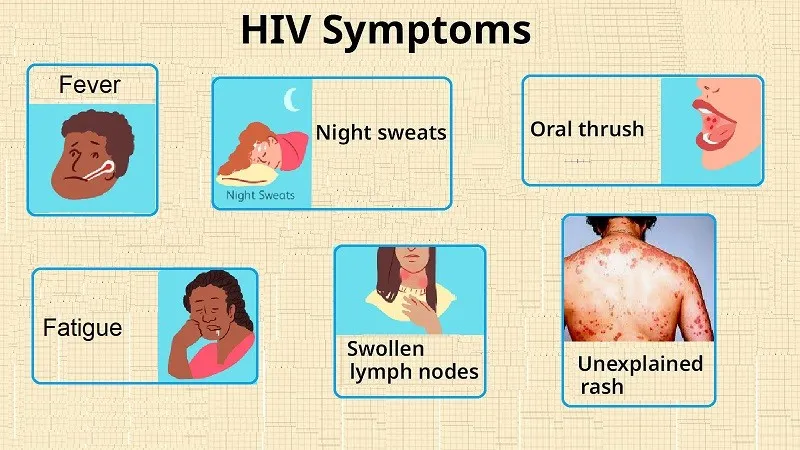 HIV Symptoms
Fever
Night sweats
Night Sweats
Oral thrush
Fatigue
Swollen
lymph nodes
Unexplained
rash